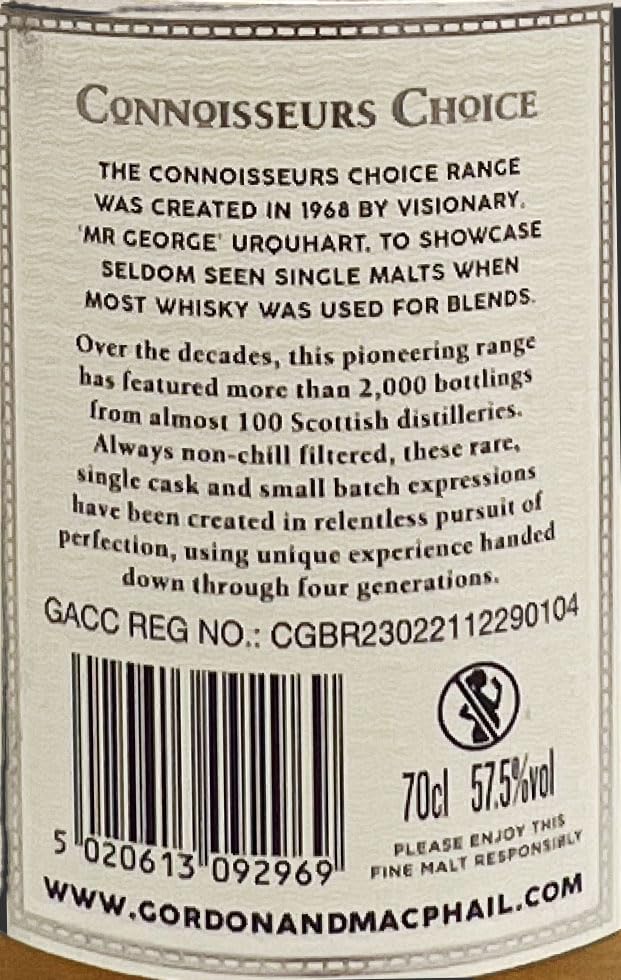 CONNOISSEURS CHOICE
THE CONNOISSEURS CHOICE RANGE
WAS CREATED IN 1968 BY VISIONARY,
'MR GEORGE' URQUHART, TO SHOWCASE
SELDOM SEEN SINGLE MALTS WHEN
MOST WHISKY WAS USED FOR BLENDS.
Over the decades, this pioneering range
has featured more than 2,000 bottlings
from almost 100 Scottish distilleries.
Always non-chill filtered, these rare,
single cask and small batch expressions
have been created in relentless pursuit of
perfection, using unique experience handed
down through four generations.
GACC REG NO.: CGBR23022112290104
70cl 57.5%vol
PLEASE ENJOY THIS
FINE MALT RESPONSIBLY
5 020613 092969
WWW.GORDONANDMACPHAIL.COM